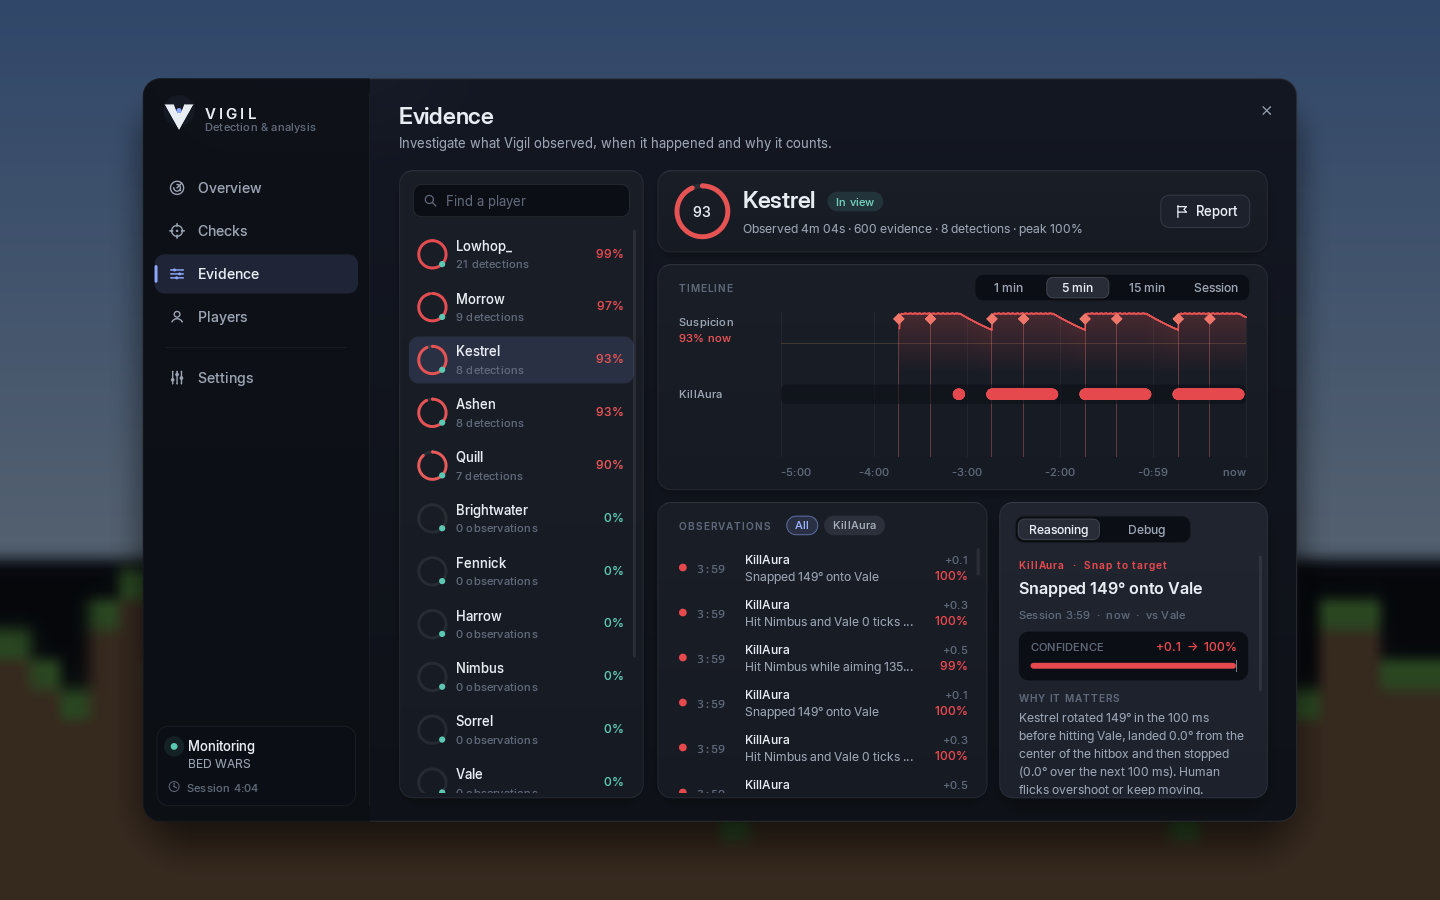 VIGIL
Detection & analysis
Overview
Checks
Evidence
Players
Settings
Monitoring
BED WARS
Session 4:04
Evidence
Investigate what Vigil observed, when it happened and why it counts.
Find a player
Lowhop_
21 detections
99%
Morrow
9 detections
97%
Kestrel
8 detections
93%
Ashen
8 detections
93%
Quill
7 detections
90%
Brightwater
0 observations
0%
Fennick
0 observations
0%
Harrow
0 observations
0%
Nimbus
0 observations
0%
Sorrel
0 observations
0%
Vale
0 observations
0%
93
Kestrel In view
Observed 4m 04s · 600 evidence · 8 detections · peak 100%
Report
TIMELINE
1 min 5 min 15 min Session
Suspicion
93% now
KillAura
-5:00 -4:00 -3:00 -2:00 -0:59 now
OBSERVATIONS All KillAura
3:59 KillAura +0.1
Snapped 149° onto Vale 100%
3:59 KillAura +0.3
Hit Nimbus and Vale 0 ticks ... 100%
3:59 KillAura +0.5
Hit Nimbus while aiming 135... 99%
3:59 KillAura +0.1
Snapped 149° onto Vale 100%
3:59 KillAura +0.3
Hit Nimbus and Vale 0 ticks ... 100%
3:59 KillAura +0.5
Reasoning Debug
KillAura · Snap to target
Snapped 149° onto Vale
Session 3:59 · now · vs Vale
CONFIDENCE +0.1 → 100%
WHY IT MATTERS
Kestrel rotated 149° in the 100 ms
before hitting Vale, landed 0.0° from the
center of the hitbox and then stopped
(0.0° over the next 100 ms). Human
flicks overshoot or keep moving.